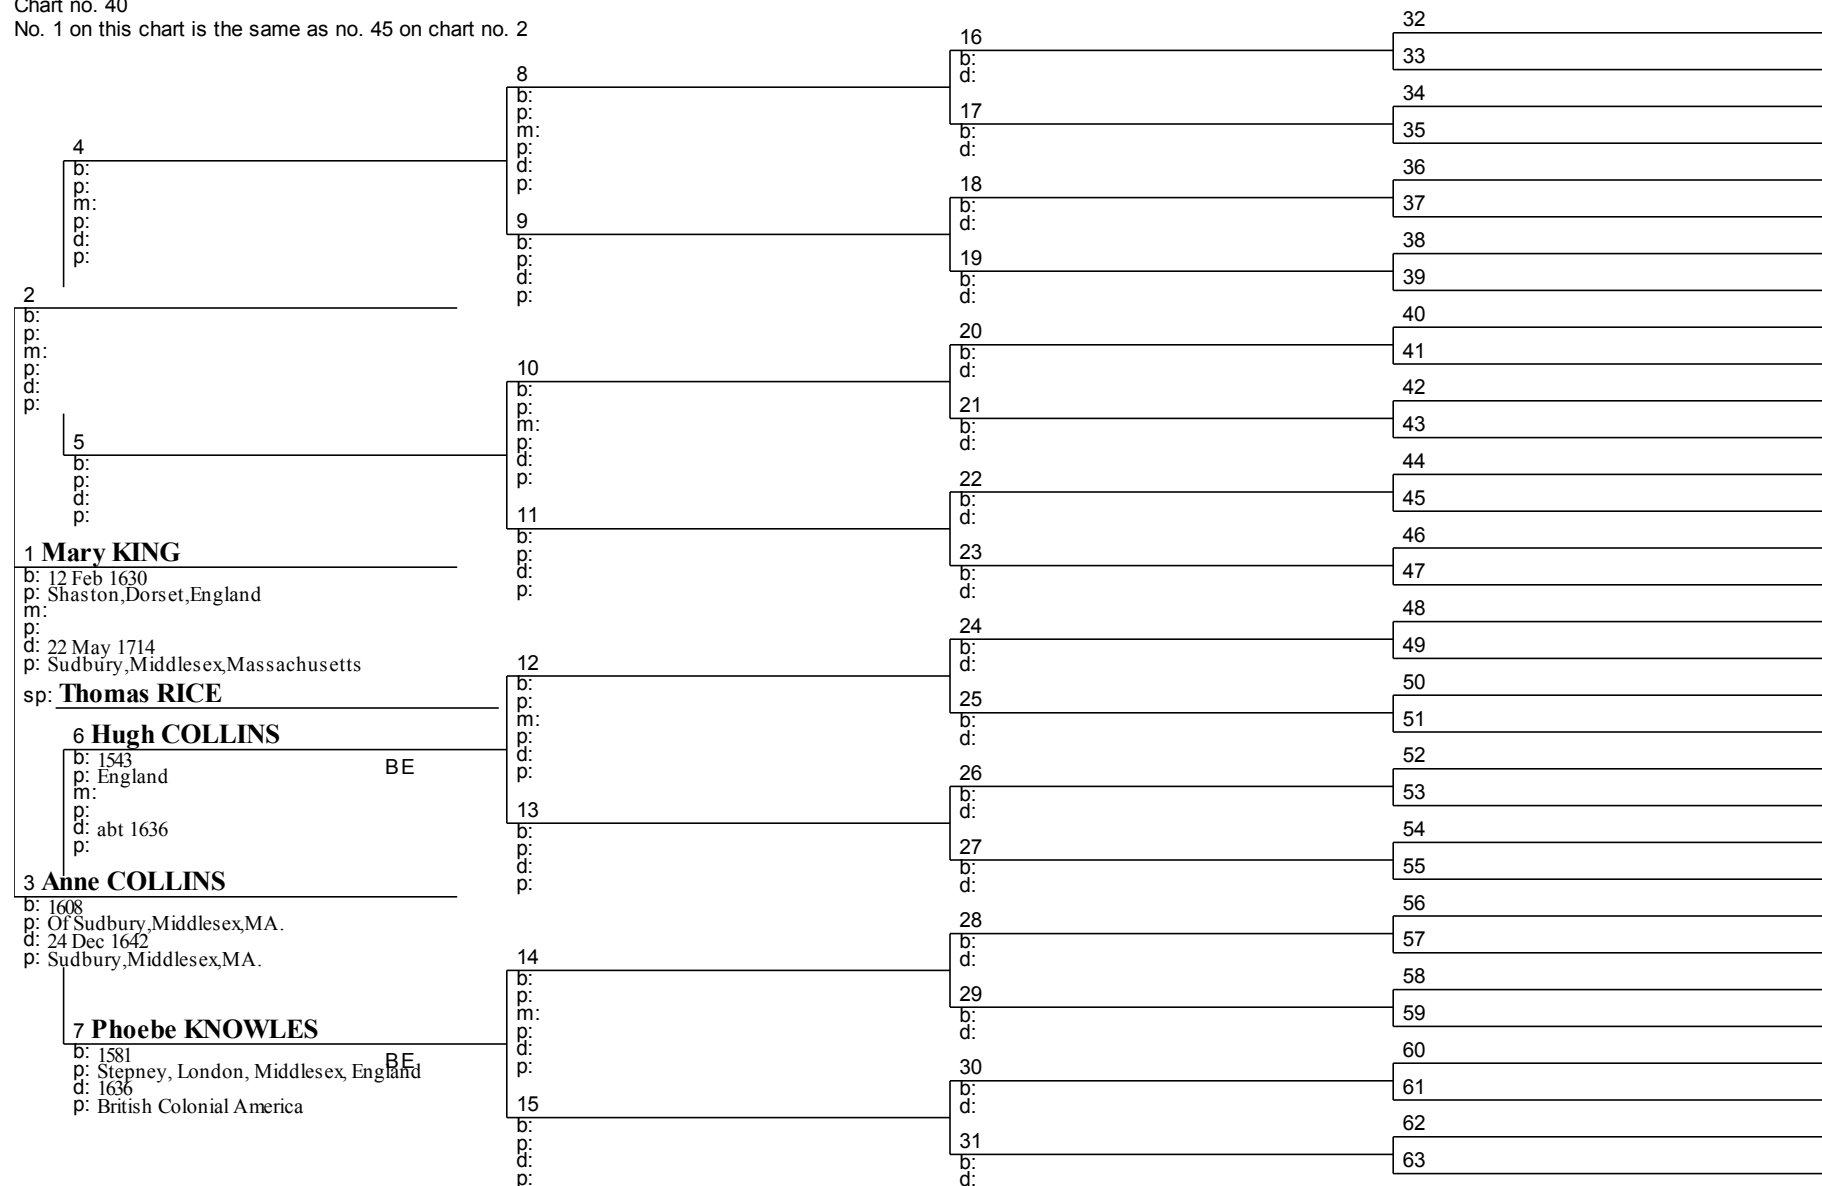 Chart no. 40
No. 1 on this chart is the same as no. 45 on chart no. 2
2
b:
p:
m:
p:
d:
p:
4
b:
p:
m:
p:
d:
p:
5
b:
p:
d:
p:
1 Mary KING
b: 12 Feb 1630
p: Shaston,Dorset,England
m:
p:
d: 22 May 1714
p: Sudbury,Middlesex,Massachusetts
sp: Thomas RICE
6 Hugh COLLINS
b: 1543
BE
p: England
m:
p:
d: abt 1636
p:
3 Anne COLLINS
b: 1608
p: Of Sudbury,Middlesex,MA.
d: 24 Dec 1642
p: Sudbury,Middlesex,MA.
7 Phoebe KNOWLES
b: 1581
BE
p: Stepney, London, Middlesex, England
d: 1636
p: British Colonial America
8
b:
p:
m:
p:
d:
p:
9
b:
p:
d:
p:
10
b:
p:
m:
p:
d:
p:
11
b:
p:
d:
p:
12
b:
p:
m:
p:
d:
p:
13
b:
p:
d:
p:
14
b:
p:
m:
p:
d:
p:
15
b:
p:
d:
p:
16
b:
d:
17
b:
d:
18
b:
d:
19
b:
d:
20
b:
d:
21
b:
d:
22
b:
d:
23
b:
d:
24
b:
d:
25
b:
d:
26
b:
d:
27
b:
d:
28
b:
d:
29
b:
d:
30
b:
d:
31
b:
d:
32
33
34
35
36
37
38
39
40
41
42
43
44
45
46
47
48
49
50
51
52
53
54
55
56
57
58
59
60
61
62
63